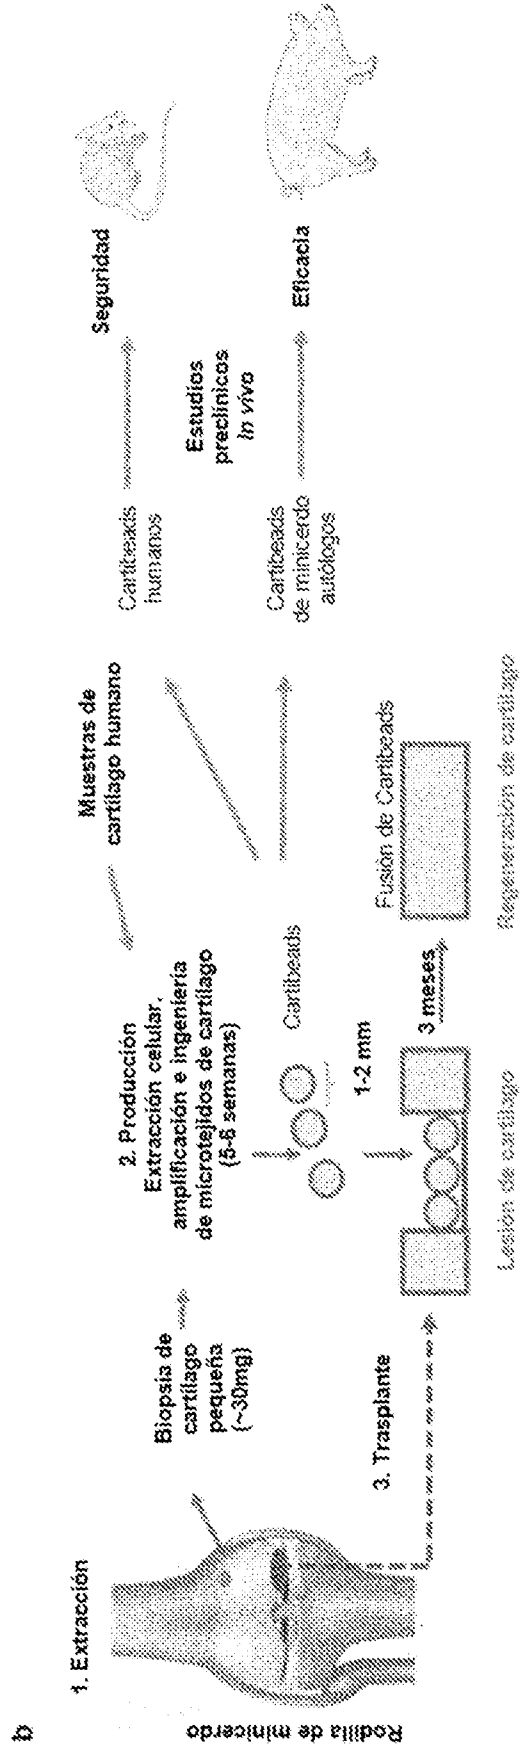 b
Rodilla de minicerdo
1. Extracción
Biopsia de
cartílago
pequeña
(~30mg)
2. Producción
Extracción celular,
amplificación e ingeniería
de microtejidos de cartílago
(5-6 semanas)
Muestras de
cartílago humano
Cartibeads
1-2 mm
3. Trasplante
Lesión de cartílago
3 meses
Fusión de Cartibeads
Regeneración de cartílago
Cartibeads
humanos
Cartibeads
de minicerdo
autólogos
Estudios
preclínicos
In vivo
Seguridad
Eficacia